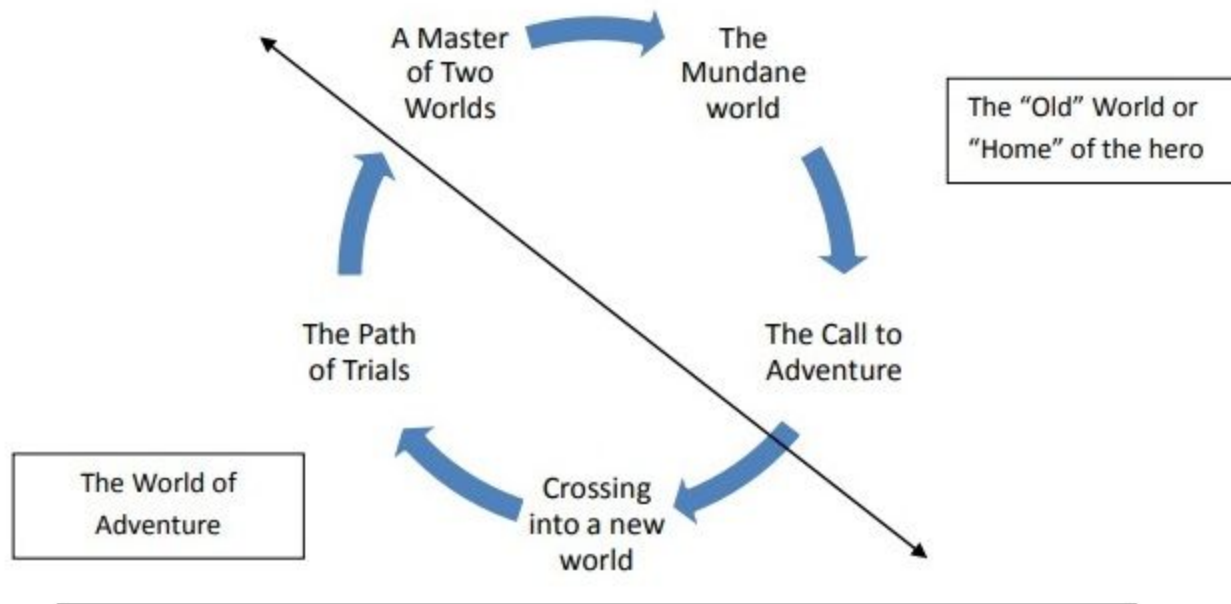 A Master
of Two
Worlds
The
Mundane
world
The “Old” World or
“Home” of the hero
The Call to
Adventure
Crossing
into a new
world
The Path
of Trials
The World of
Adventure